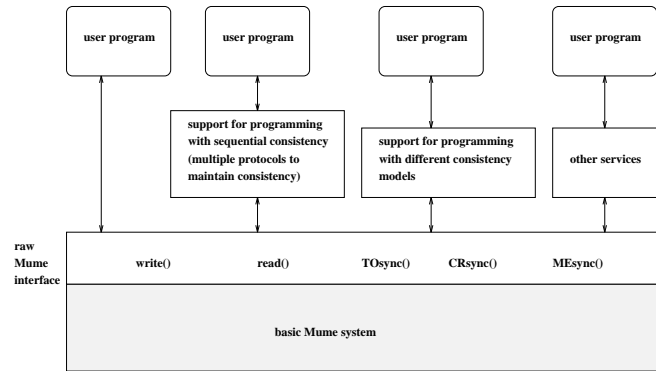 user program
user program
user program
user program
support for programming
with sequential consistency
(multiple protocols to
maintain consistency)
support for programming
with different consistency
models
other services
raw
Mume
interface
write()
read()
TOsync()
CRsync()
MEsync()
basic Mume system